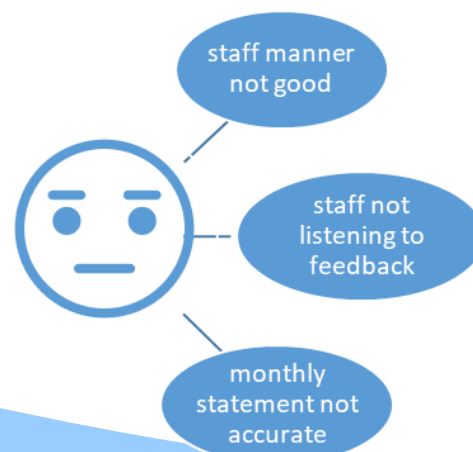 staff manner
not good
staff not
listening to
feedback
monthly
statement not
accurate